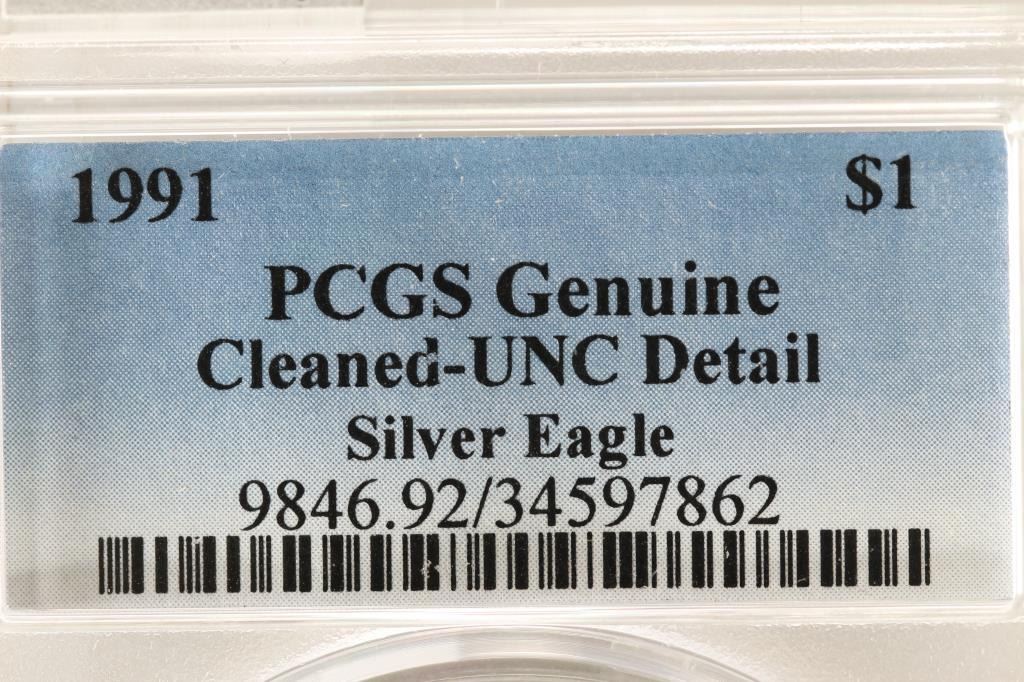 1991 $1
PCGS Genuine
Cleaned-UNC Detail
Silver Eagle
9846.92/34597862